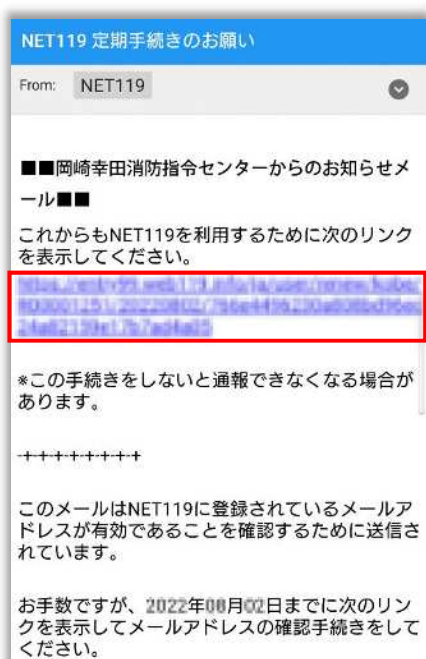 NET119 定期手続きのお願い
From: NET119
■■岡崎幸田消防指令センターからのお知らせメ
ール■■
これからもNET119を利用するために次のリンク
を表示してください。
*この手続きをしないと通報できなくなる場合が
あります。
-+-+-+-+-+-+-+
このメールはNET119に登録されているメールア
ドレスが有効であることを確認するために送信さ
れています。
お手数ですが、2022年08月02日までに次のリン
クを表示してメールアドレスの確認手続きをして
ください。